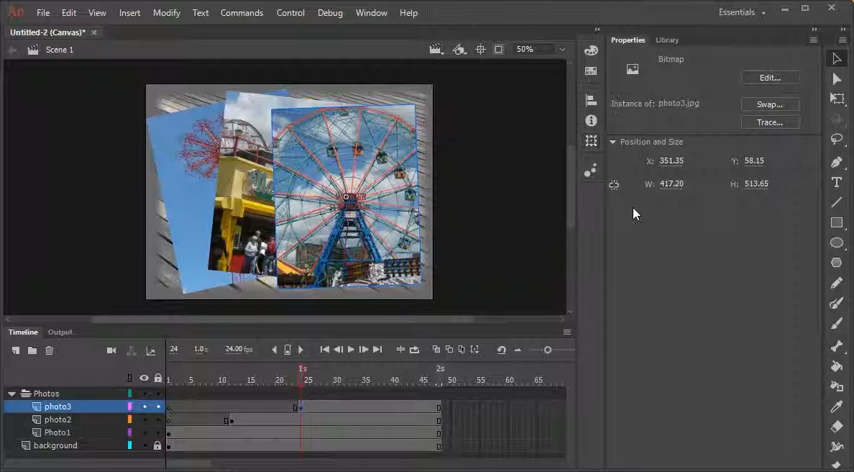 An File Edit View Insert Modify Text Commands Control Debug Window Help Essentials
Untitled-2 (Canvas)* ×
Scene 1
50%
Properties Library
Bitmap
Edit...
Instance of: photo3.jpg Swap...
Trace...
Position and Size
X: 351.35 Y: 58.15
W: 417.20 H: 513.65
Timeline Output
24 1.0s 24.00 fps
1s 2s
1 5 10 15 20 25 30 35 40 45 50 55 60 65
Photos
photo3
photo2
Photo1
background